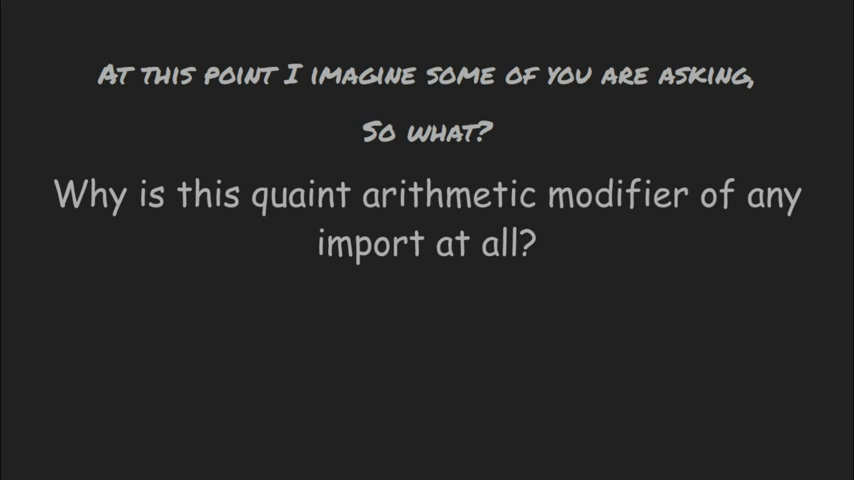 At this point I imagine some of you are asking,
So what?
Why is this quaint arithmetic modifier of any
import at all?